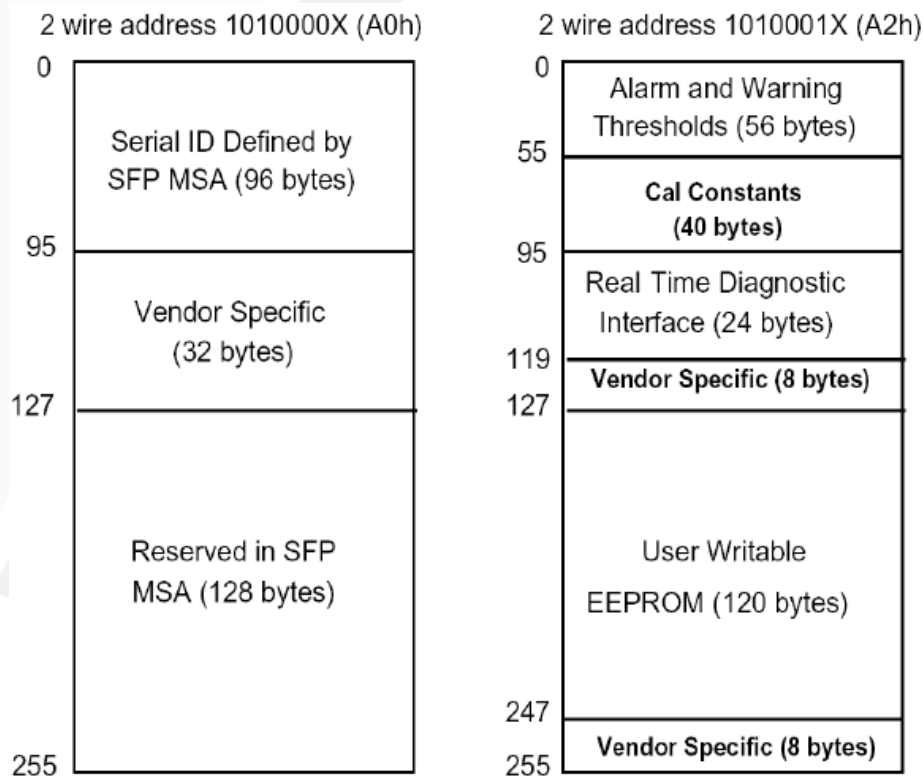 2 wire address 1010000X (A0h)
0
Serial ID Defined by
SFP MSA (96 bytes)
95
Vendor Specific
(32 bytes)
127
Reserved in SFP
MSA (128 bytes)
255
2 wire address 1010001X (A2h)
0
Alarm and Warning
Thresholds (56 bytes)
55
Cal Constants
(40 bytes)
95
Real Time Diagnostic
Interface (24 bytes)
119
Vendor Specific (8 bytes)
127
User Writable
EEPROM (120 bytes)
247
Vendor Specific (8 bytes)
255